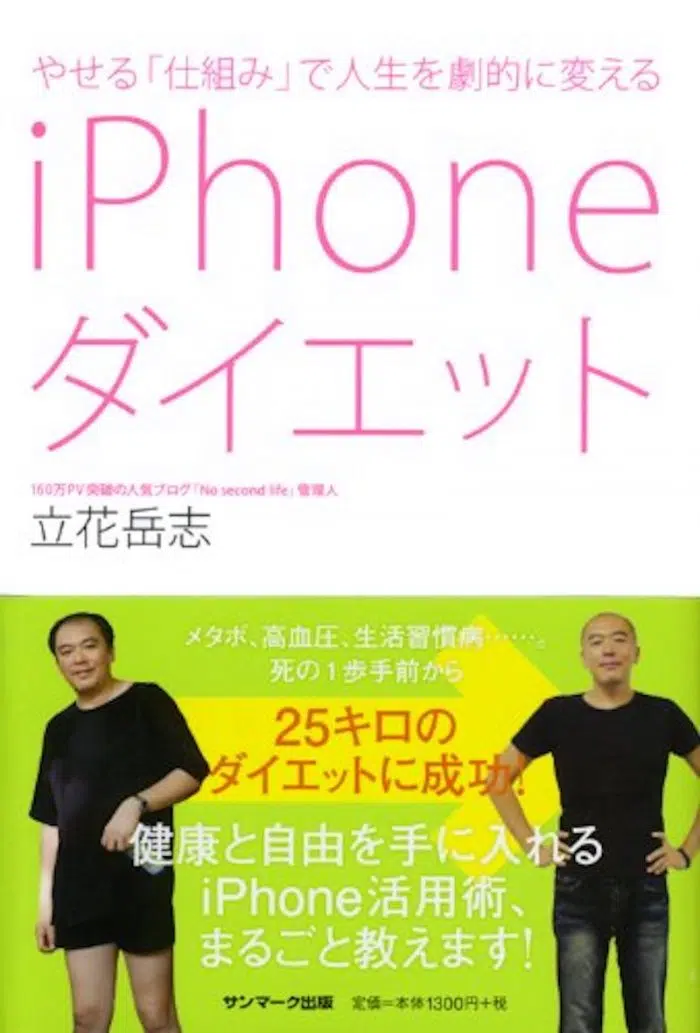 やせる「仕組み」で人生を劇的に変える
iPhone
ダイエット
160万PV突破の人気ブログ「No second life」管理人
立花岳志
メタボ、高血圧、生活習慣病……。
死の1歩手前から
25キロの
ダイエットに成功!
健康と自由を手に入れる
iPhone活用術、
まるごと教えます!
サンマーク出版 定価=本体1300円+税